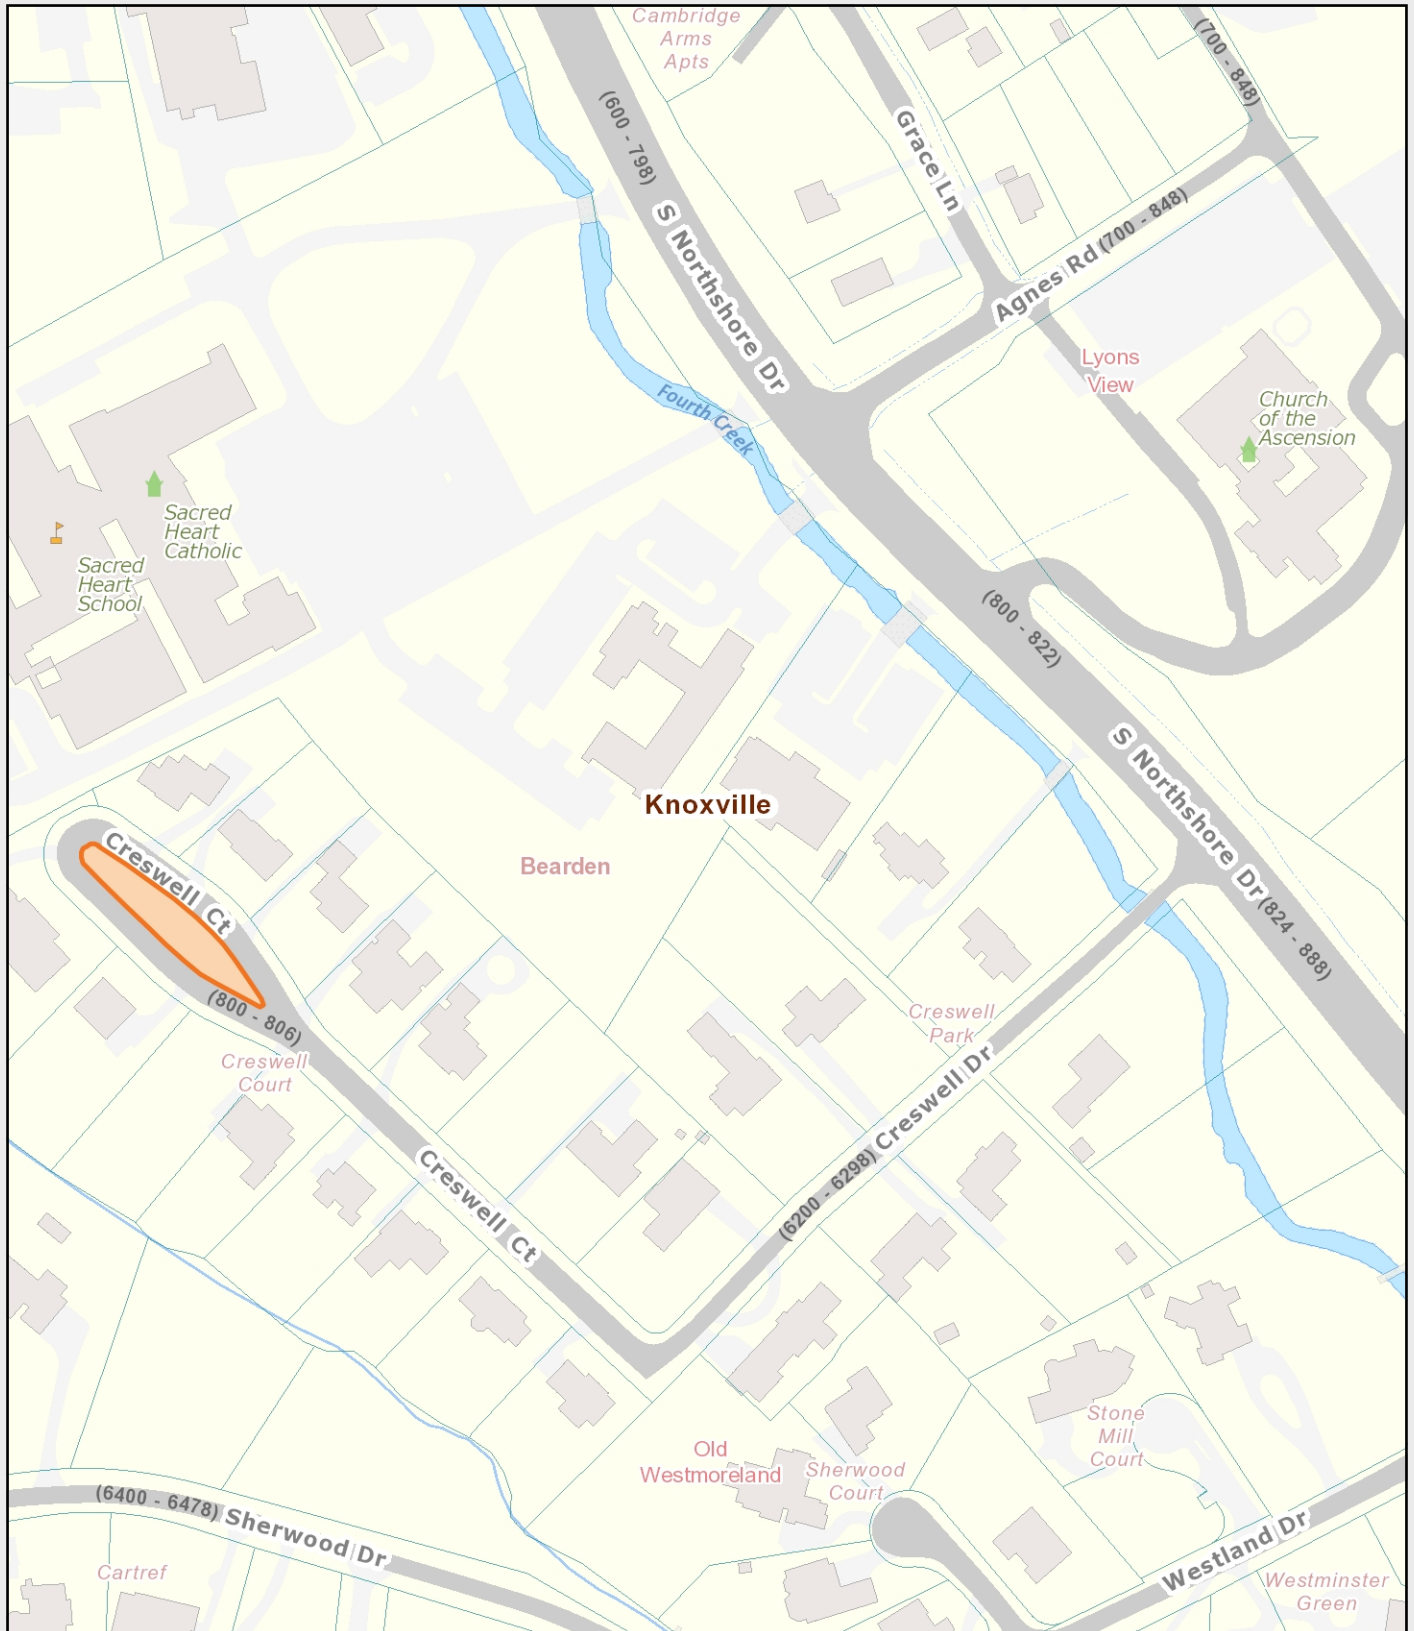 Cambridge
Arms
Apts
(700 - 848)
(600 - 798)
Grace Ln
S Northshore Dr
Agnes Rd (700 - 848)
Lyons
View
Church
of the
Ascension
Fourth Creek
Sacred
Heart
Catholic
Sacred
Heart
School
(800 - 822)
S Northshore Dr (824 - 888)
Knoxville
Bearden
Creswell Ct
(800 - 806)
Creswell
Court
Creswell
Park
Creswell Ct
(6200 - 6298) Creswell Dr
Old
Westmoreland
Sherwood
Court
Stone
Mill
Court
(6400 - 6478) Sherwood Dr
Cartref
Westland Dr
Westminster
Green